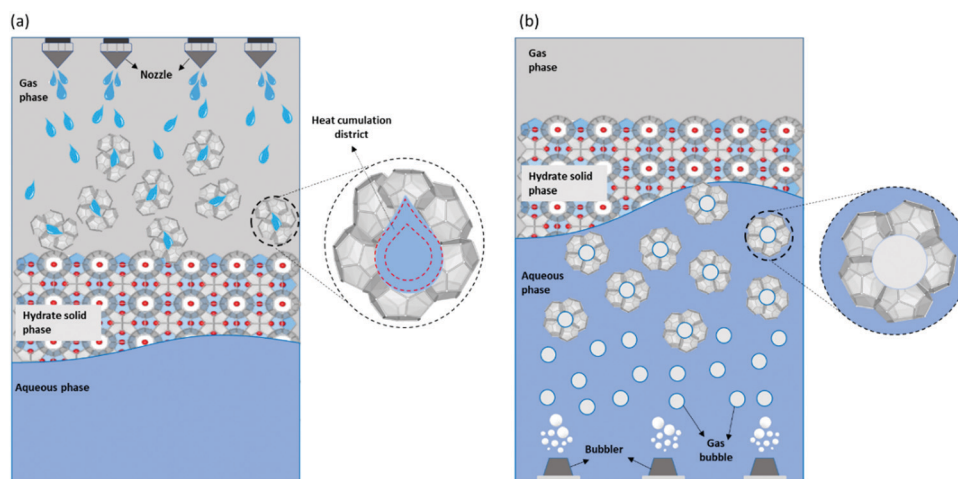 (a)
Gas
phase
Nozzle
Heat cumulation
district
Hydrate solid
phase
Aqueous phase
(b)
Gas
phase
Hydrate solid
phase
Aqueous
phase
Bubbler
Gas
bubble